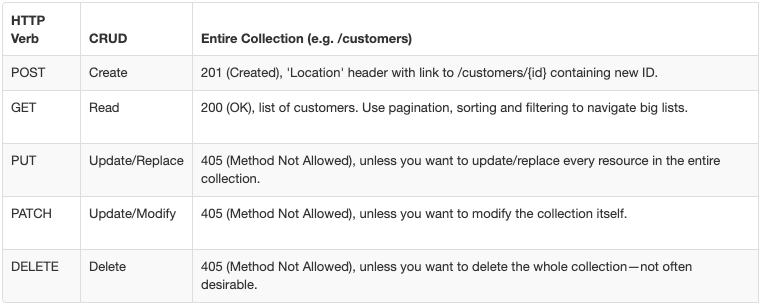 HTTP Verb CRUD Entire Collection (e.g. /customers)
POST Create 201 (Created), 'Location' header with link to /customers/{id} containing new ID.
GET Read 200 (OK), list of customers. Use pagination, sorting and filtering to navigate big lists.
PUT Update/Replace 405 (Method Not Allowed), unless you want to update/replace every resource in the entire
collection.
PATCH Update/Modify 405 (Method Not Allowed), unless you want to modify the collection itself.
DELETE Delete 405 (Method Not Allowed), unless you want to delete the whole collection—not often
desirable.